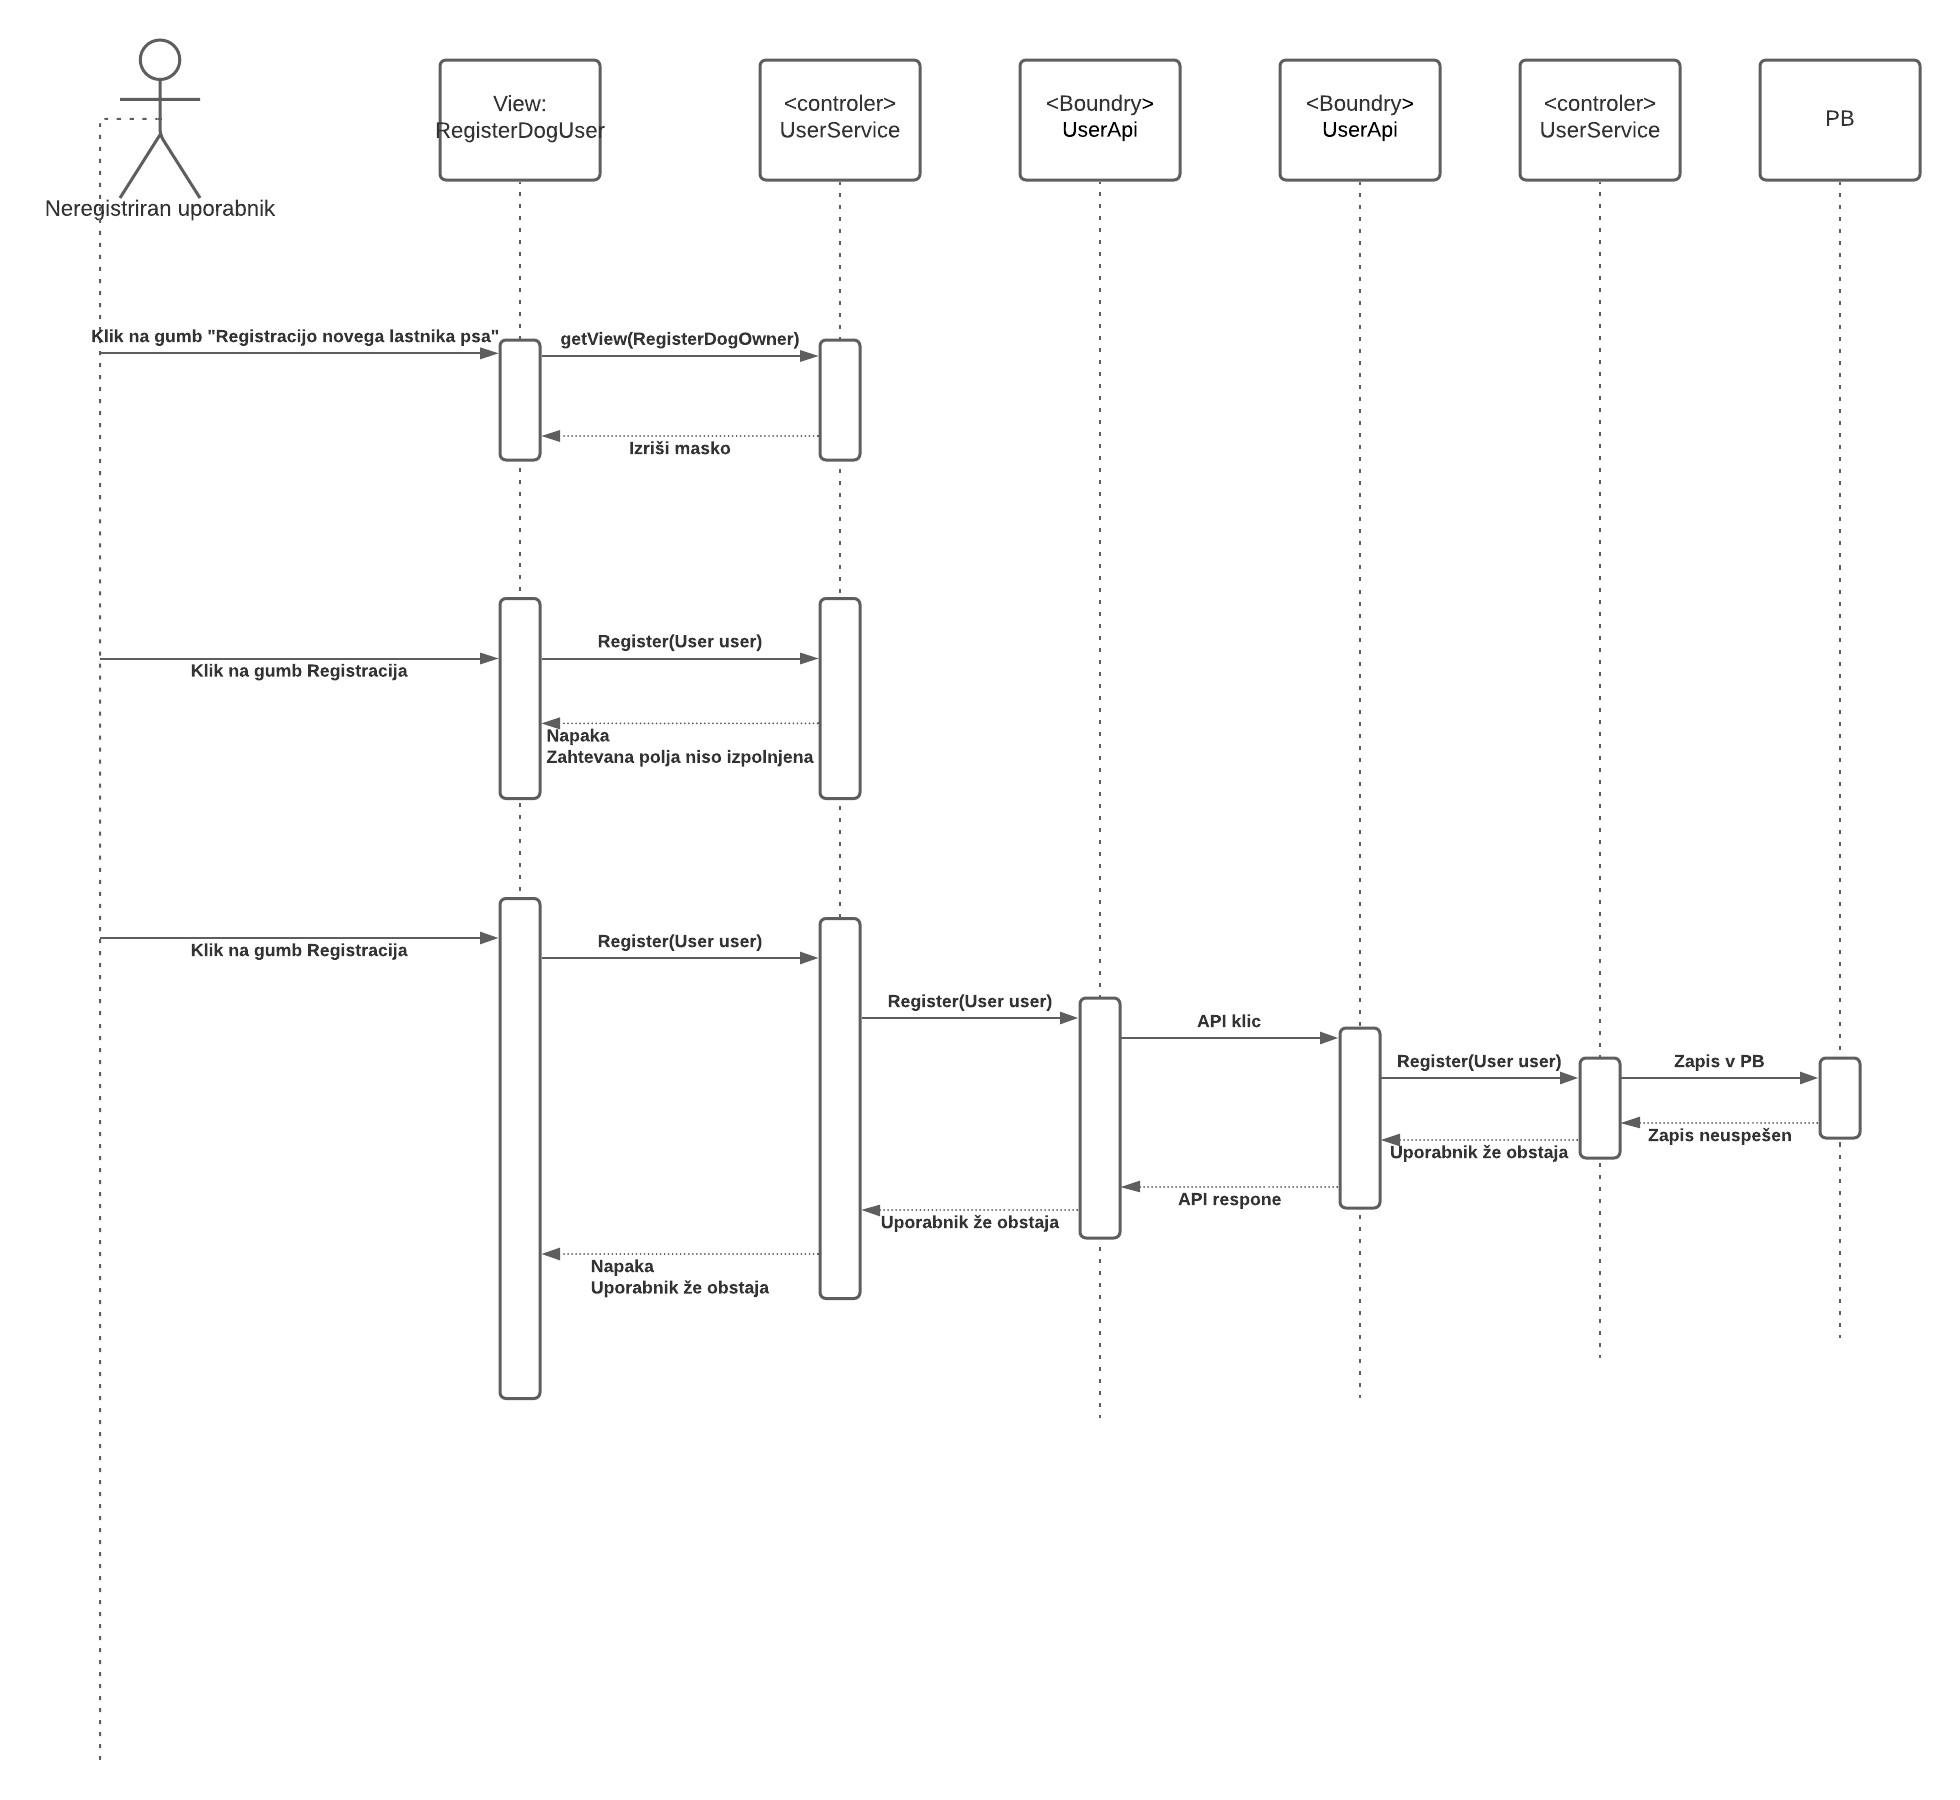 View:
RegisterDogUser
<controler>
UserService
<Boundry>
UserApi
<Boundry>
UserApi
<controler>
UserService
PB
Neregistriran uporabnik
Klik na gumb "Registracijo novega lastnika psa"
getView(RegisterDogOwner)
Izriši masko
Register(User user)
Klik na gumb Registracija
Napaka
Zahtevana polja niso izpolnjena
Klik na gumb Registracija
Register(User user)
Register(User user)
API klic
Register(User user)
Zapis v PB
Zapis neuspešen
Uporabnik že obstaja
API respone
Uporabnik že obstaja
Napaka
Uporabnik že obstaja